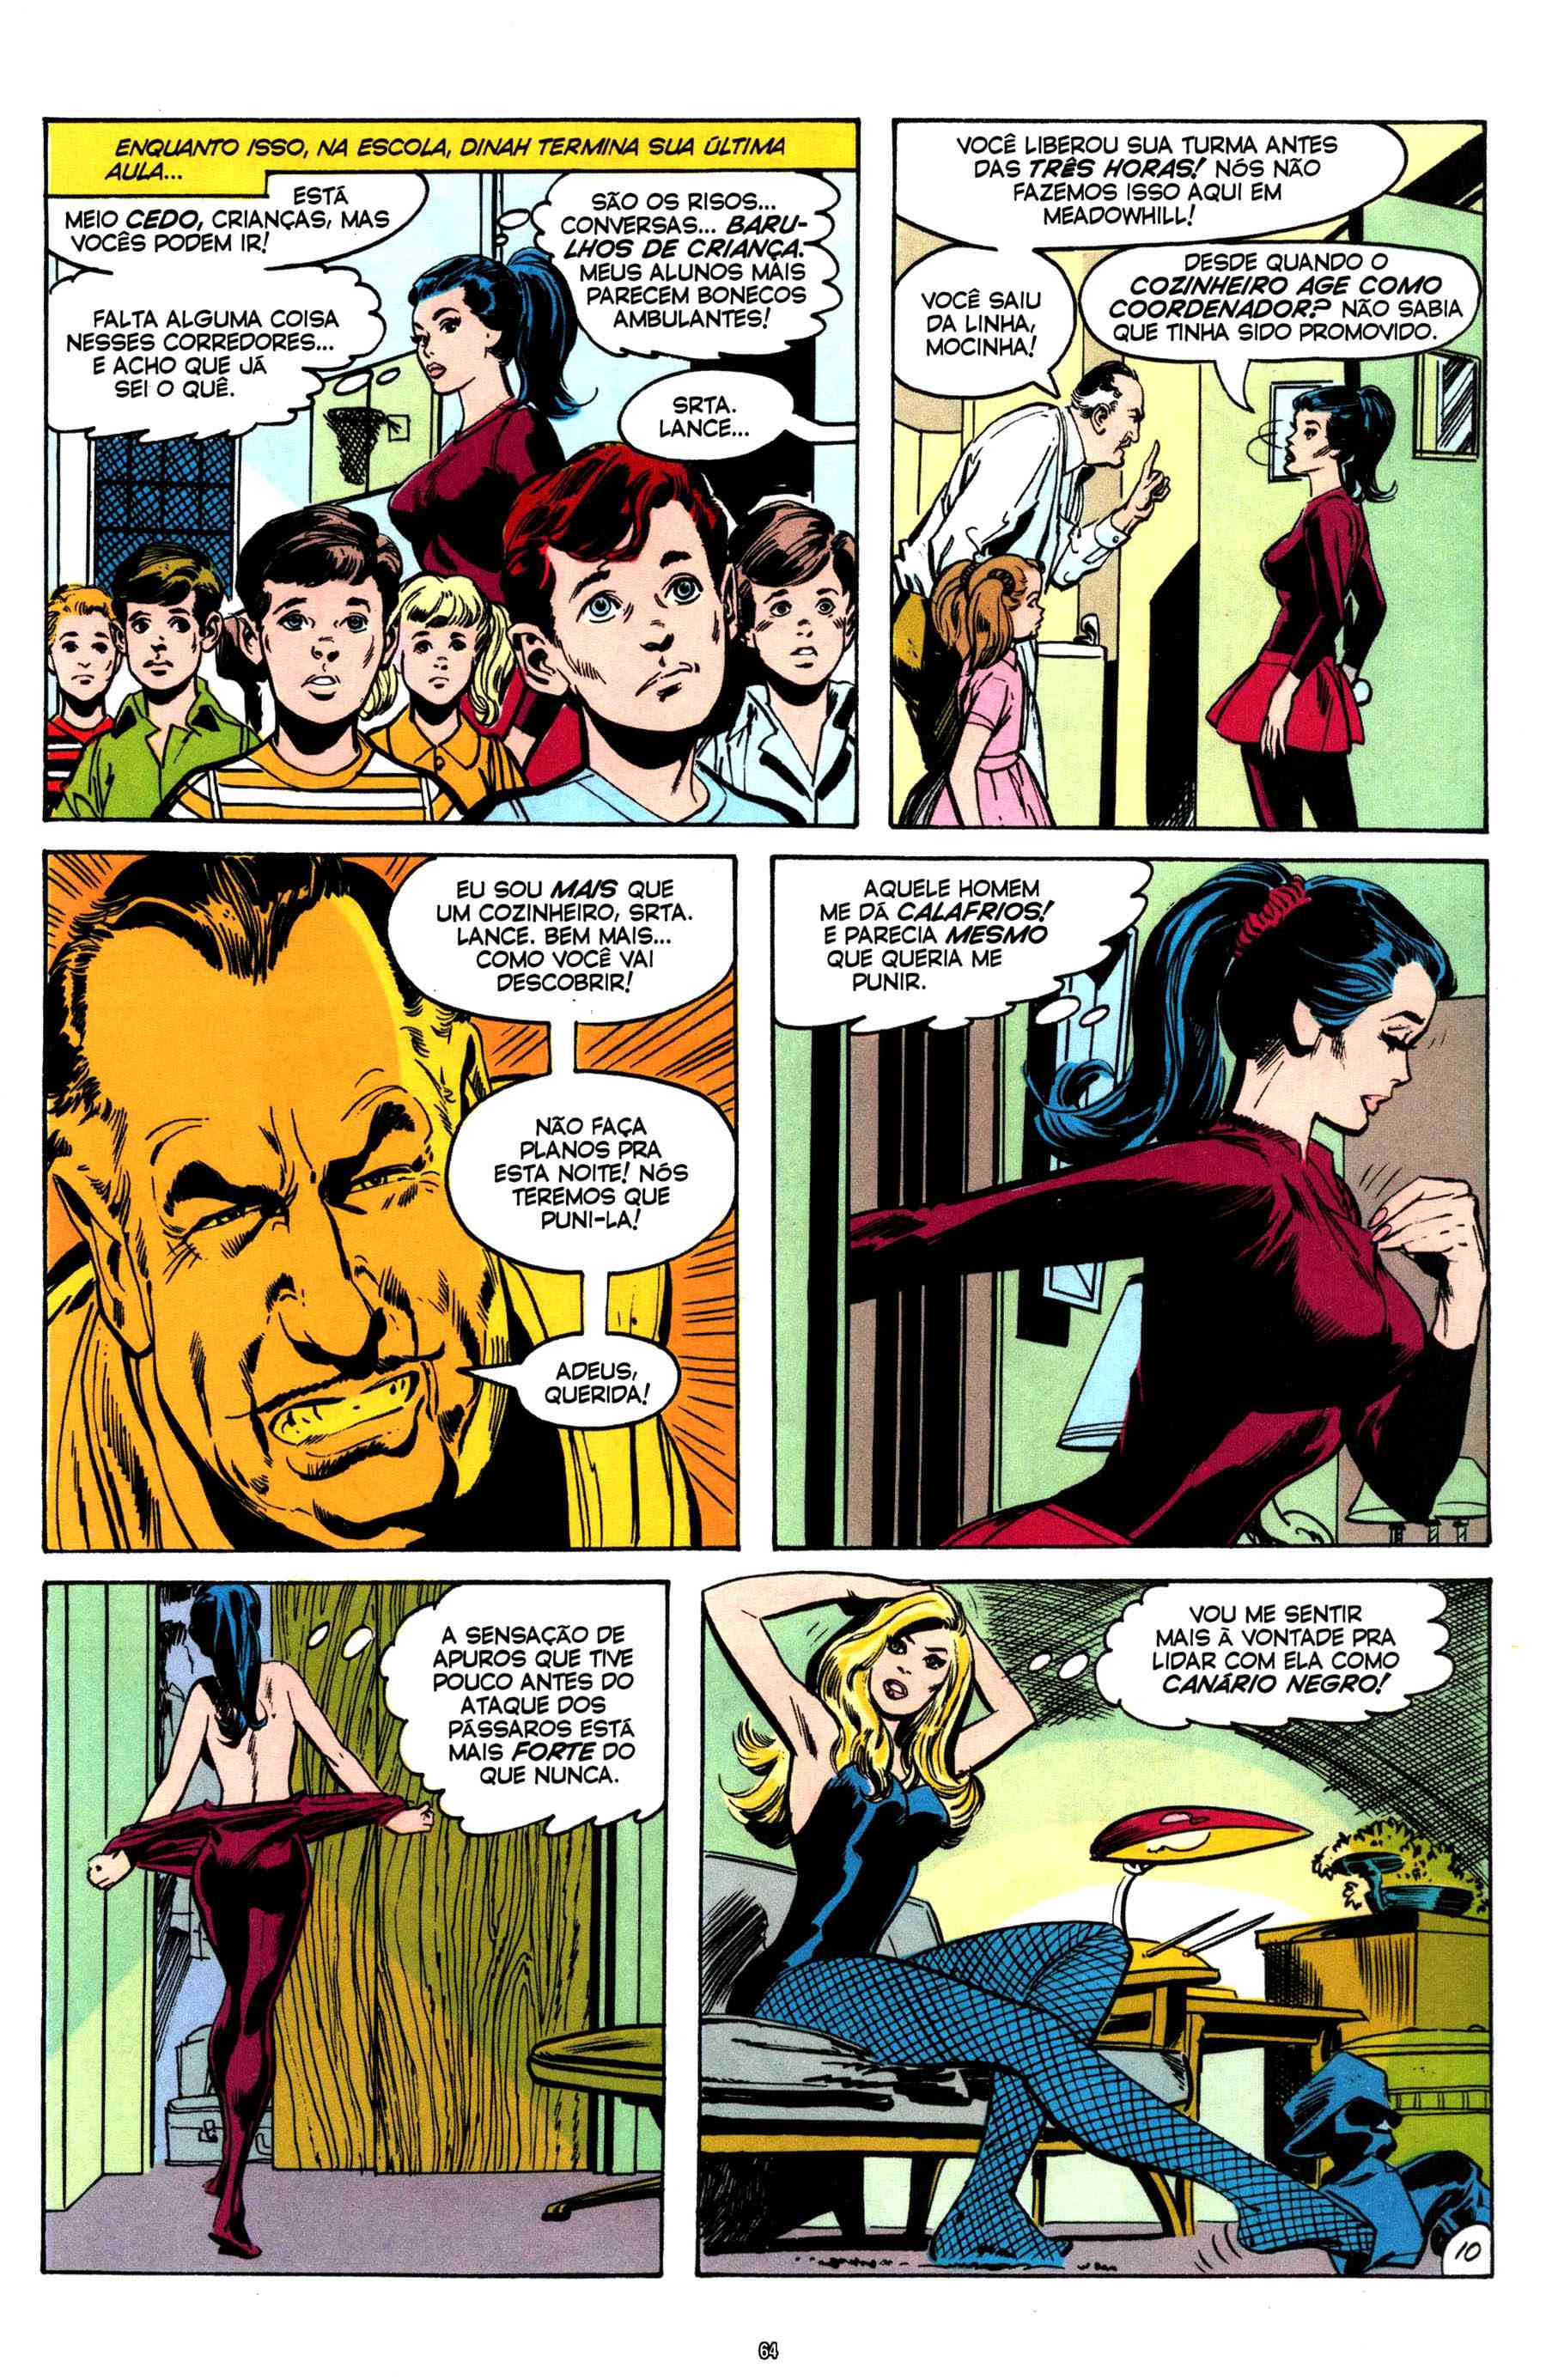 ENQUANTO ISSO, NA ESCOLA, DINAH TERMINA SUA ÚLTIMA
AULA...
ESTÁ
MEIO CEDO, CRIANÇAS, MAS
VOCÊS PODEM IR!
FALTA ALGUMA COISA
NESSES CORREDORES...
E ACHO QUE JÁ
SEI O QUÊ.
SÃO OS RISOS...
CONVERSAS... BARU-
LHOS DE CRIANÇA.
MEUS ALUNOS MAIS
PARECEM BONECOS
AMBULANTES!
SRTA.
LANCE...
VOCÊ LIBEROU SUA TURMA ANTES
DAS TRÊS HORAS! NÓS NÃO
FAZEMOS ISSO AQUI EM
MEADOWHILL!
VOCÊ SAIU
DA LINHA,
MOCINHA!
DESDE QUANDO O
COZINHEIRO AGE COMO
COORDENADOR? NÃO SABIA
QUE TINHA SIDO PROMOVIDO.
EU SOU MAIS QUE
UM COZINHEIRO, SRTA.
LANCE. BEM MAIS...
COMO VOCÊ VAI
DESCOBRIR!
NÃO FAÇA
PLANOS PRA
ESTA NOITE! NÓS
TEREMOS QUE
PUNI-LA!
ADEUS,
QUERIDA!
AQUELE HOMEM
ME DÁ CALAFRIOS!
E PARECIA MESMO
QUE QUERIA ME
PUNIR.
A SENSAÇÃO DE
APUROS QUE TIVE
POUCO ANTES DO
ATAQUE DOS
PÁSSAROS ESTÁ
MAIS FORTE DO
QUE NUNCA.
VOU ME SENTIR
MAIS À VONTADE PRA
LIDAR COM ELA COMO
CANÁRIO NEGRO!
10
64